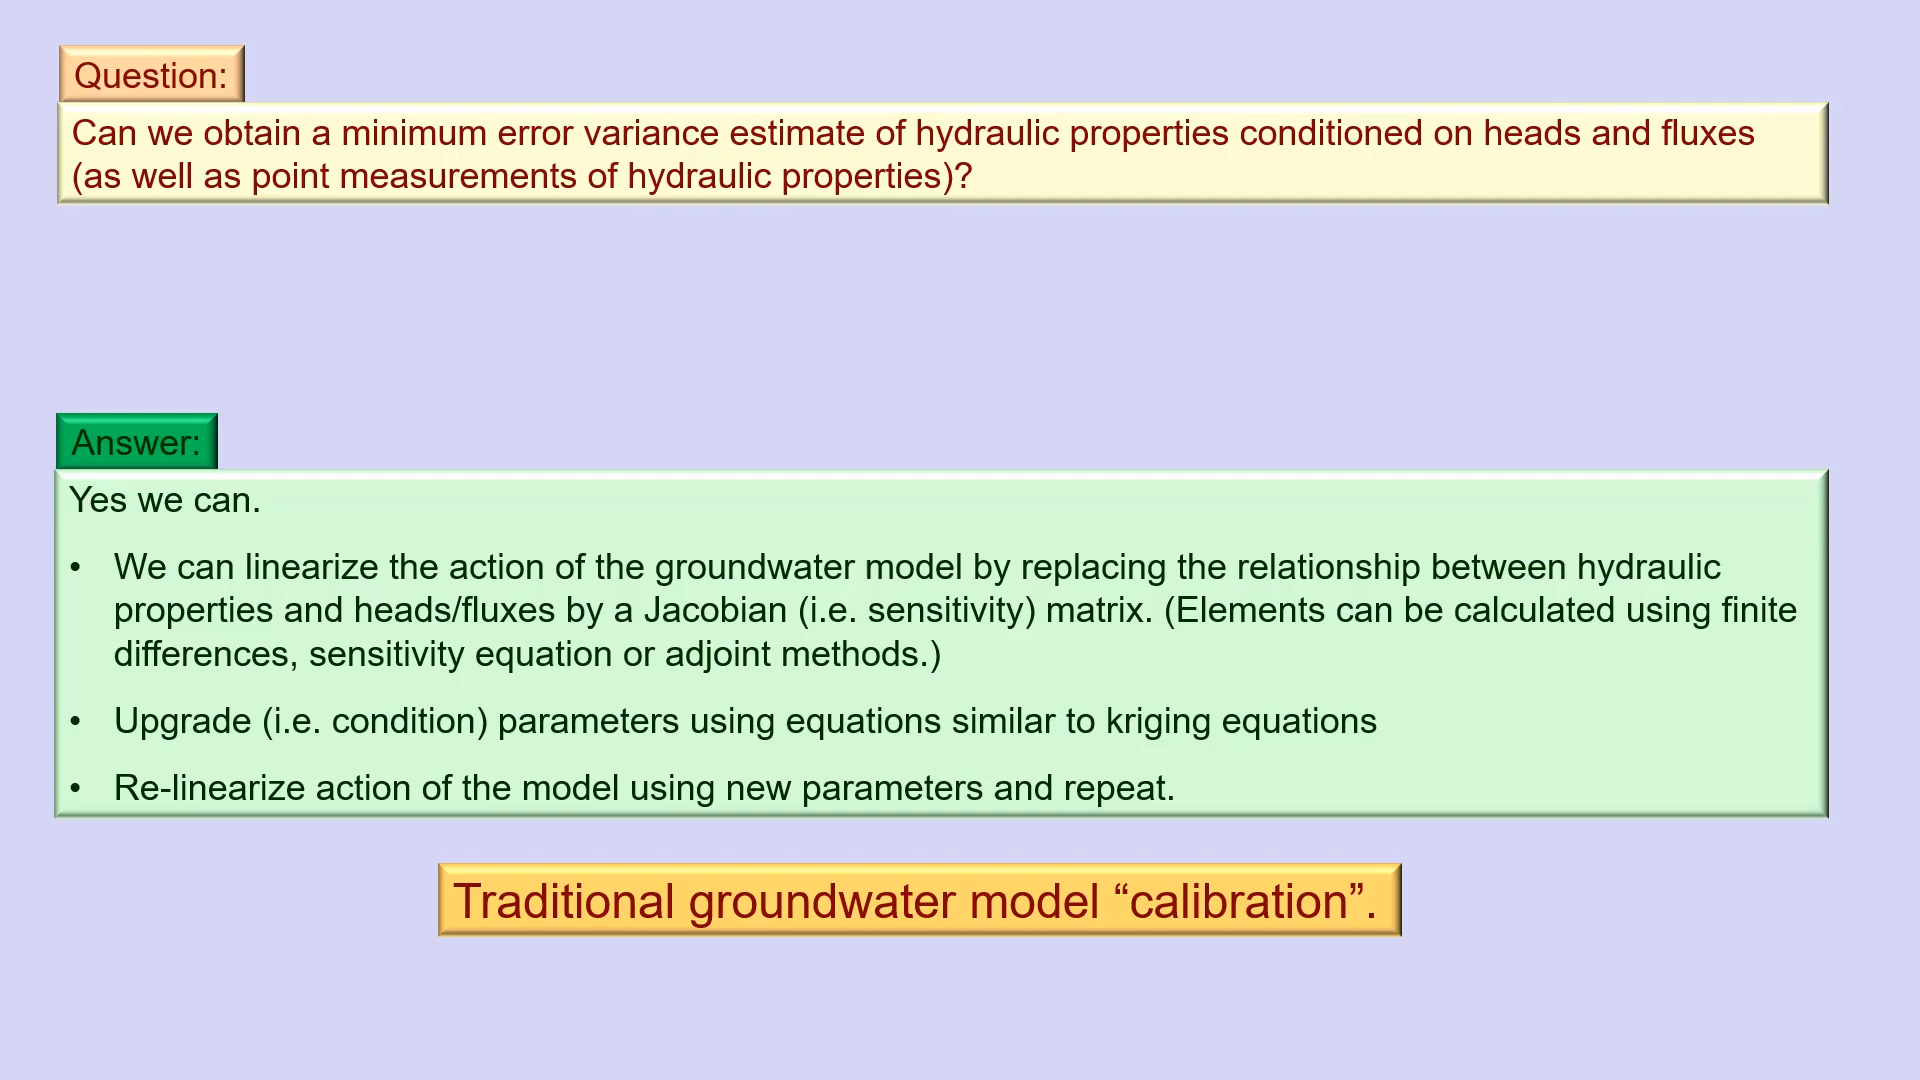 Question:
Can we obtain a minimum error variance estimate of hydraulic properties conditioned on heads and fluxes
(as well as point measurements of hydraulic properties)?
Answer:
Yes we can.
• We can linearize the action of the groundwater model by replacing the relationship between hydraulic
properties and heads/fluxes by a Jacobian (i.e. sensitivity) matrix. (Elements can be calculated using finite
differences, sensitivity equation or adjoint methods.)
• Upgrade (i.e. condition) parameters using equations similar to kriging equations
• Re-linearize action of the model using new parameters and repeat.
Traditional groundwater model “calibration”.